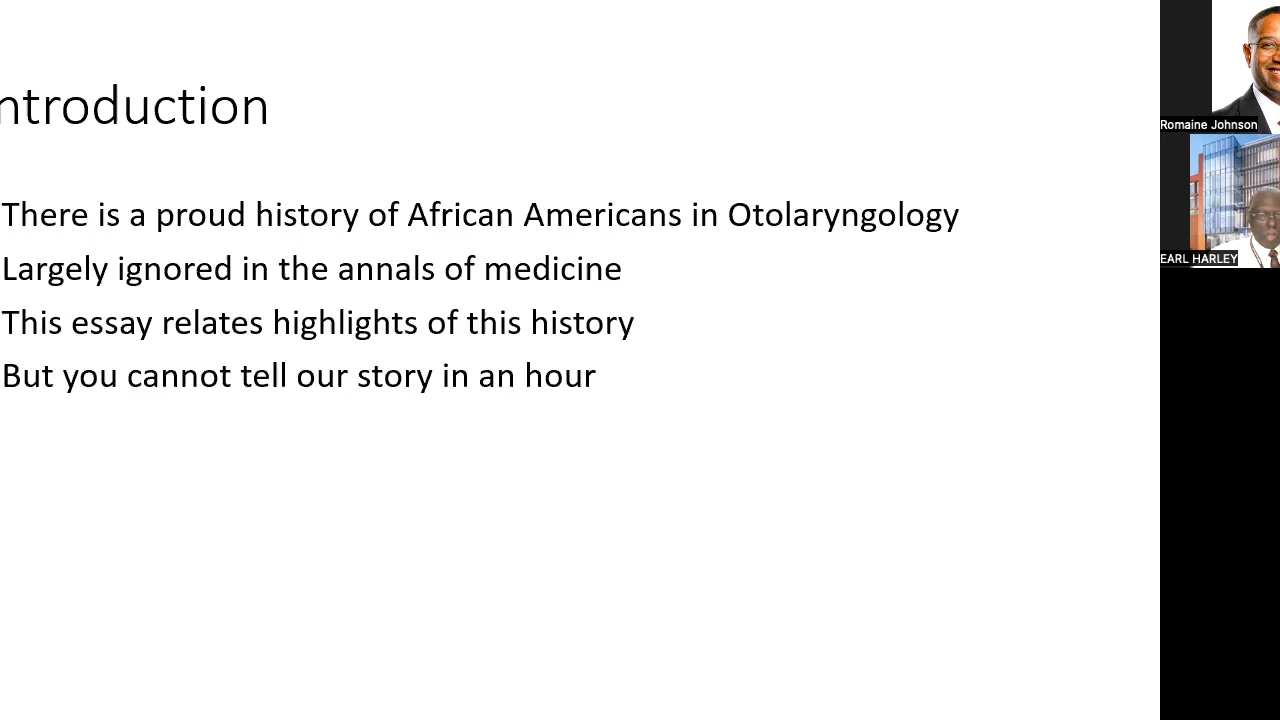 ntroduction
There is a proud history of African Americans in Otolaryngology
Largely ignored in the annals of medicine
This essay relates highlights of this history
But you cannot tell our story in an hour
Romaine Johnson
EARL HARLEY